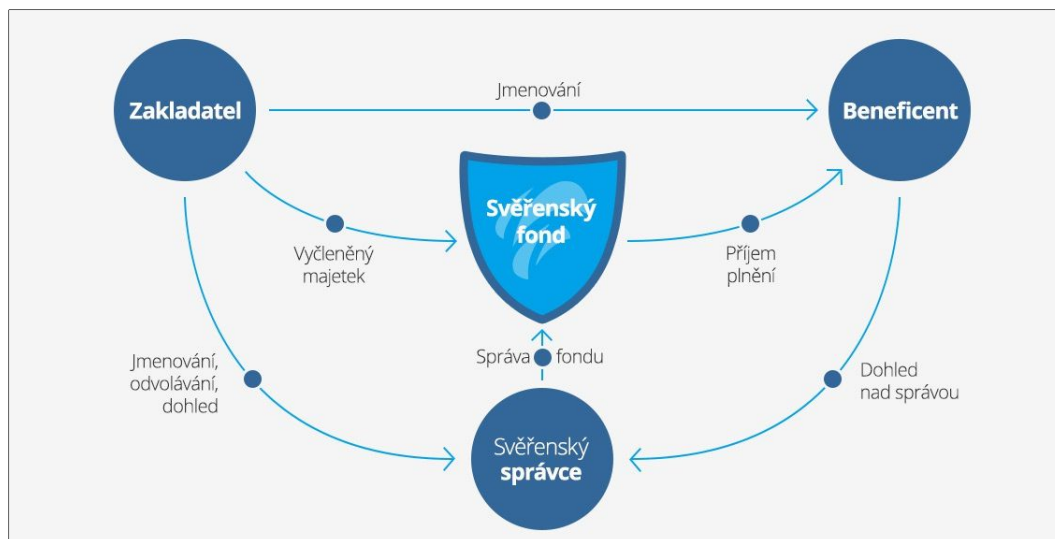 Zakladatel
Jmenování
Beneficent
Svěřenský
fond
Vyčleněný
majetek
Příjem
plnění
Jmenování,
odvolávání,
dohled
Správa fondu
Dohled
nad správou
Svěřenský
správce